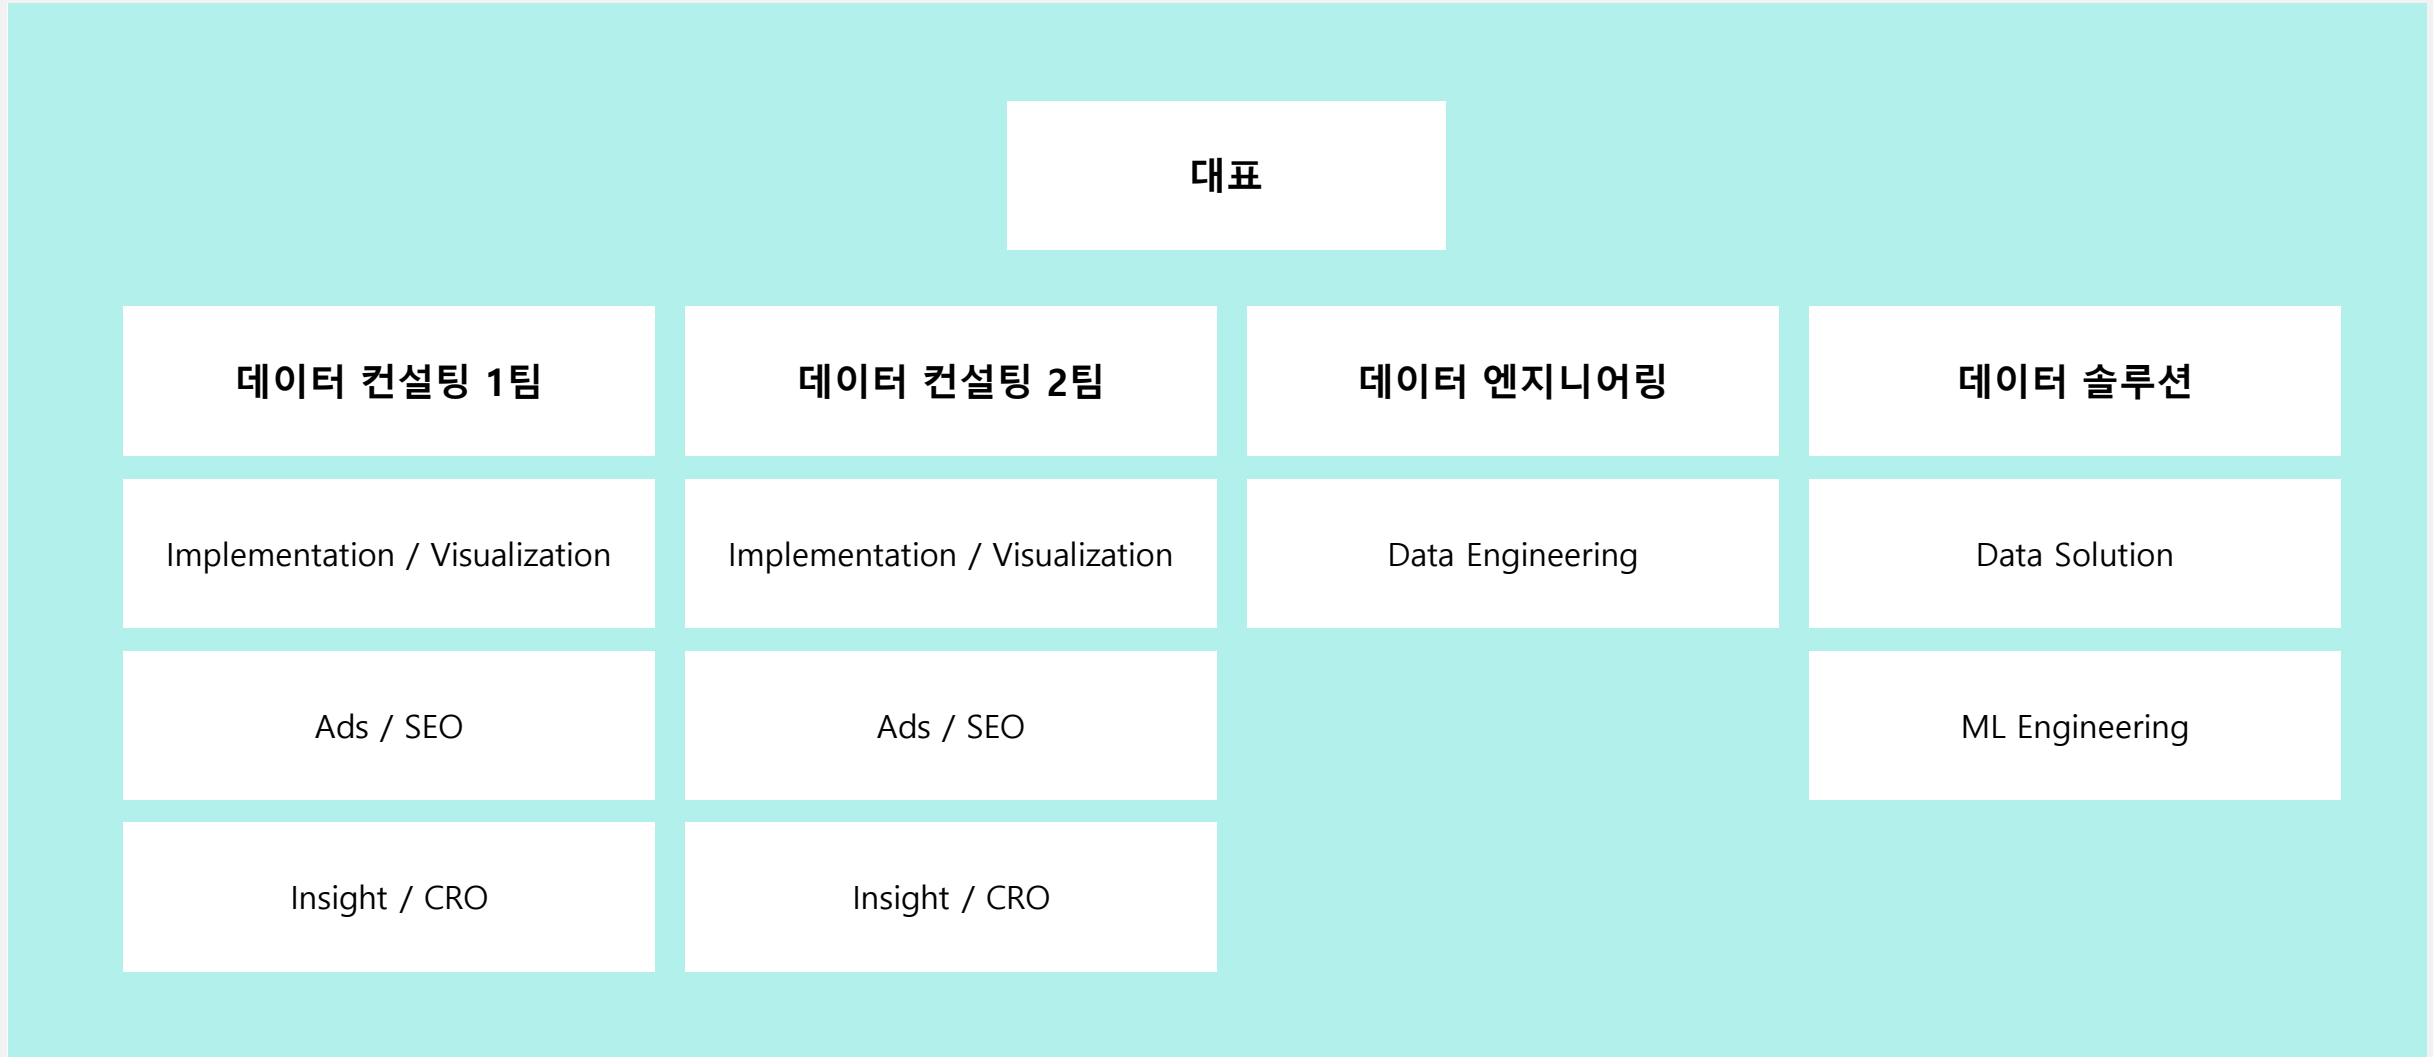 대표
데이터 컨설팅 1팀
데이터 컨설팅 2팀
데이터 엔지니어링
데이터 솔루션
Implementation / Visualization
Implementation / Visualization
Data Engineering
Data Solution
Ads / SEO
Ads / SEO
ML Engineering
Insight / CRO
Insight / CRO